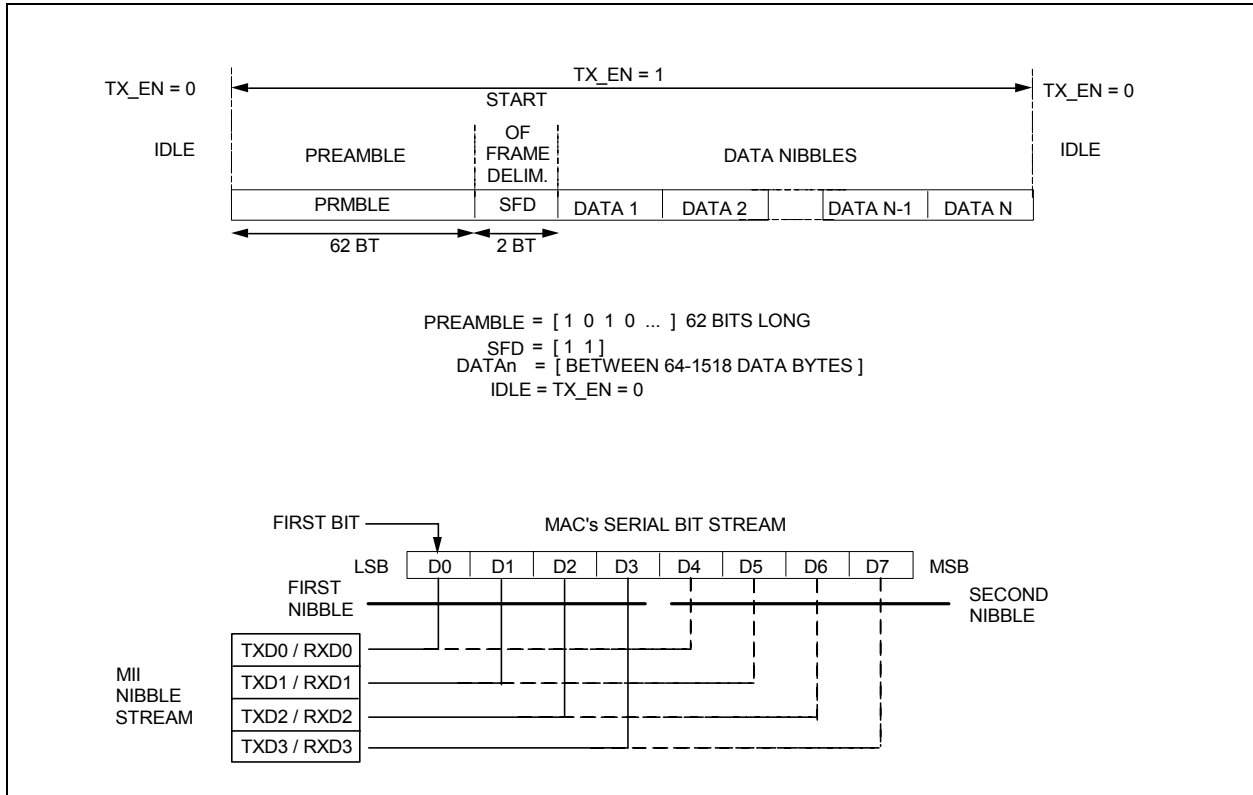 TX_EN = 0
TX_EN = 1
TX_EN = 0
IDLE
PREAMBLE
START
OF
FRAME
DELIM.
DATA NIBBLES
IDLE
PRMBLE SFD DATA 1 DATA 2 DATA N-1 DATA N
62 BT 2 BT
PREAMBLE = [ 1 0 1 0 ... ] 62 BITS LONG
SFD = [ 1 1 ]
DATAn = [ BETWEEN 64-1518 DATA BYTES ]
IDLE = TX_EN = 0
FIRST BIT
MAC's SERIAL BIT STREAM
LSB D0 D1 D2 D3 D4 D5 D6 D7 MSB
FIRST
NIBBLE
SECOND
NIBBLE
MII
NIBBLE
STREAM
TXD0 / RXD0
TXD1 / RXD1
TXD2 / RXD2
TXD3 / RXD3